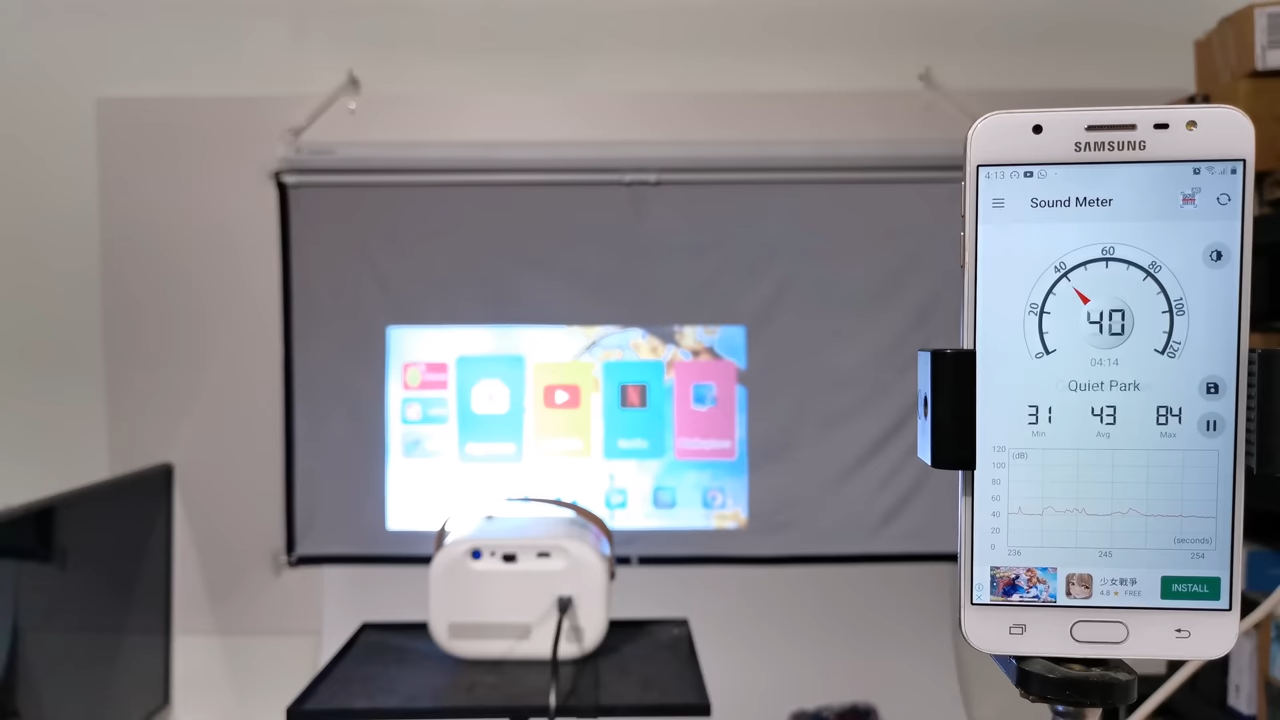 SAMSUNG
4:13
Sound Meter
0 20 40 60 80 100 120
40
04:14
Quiet Park
31 43 84
Min Avg Max
120 (dB)
100
80
60
40
20
0 (seconds)
236 245 254
少女戰爭
4.8 ★ FREE
INSTALL